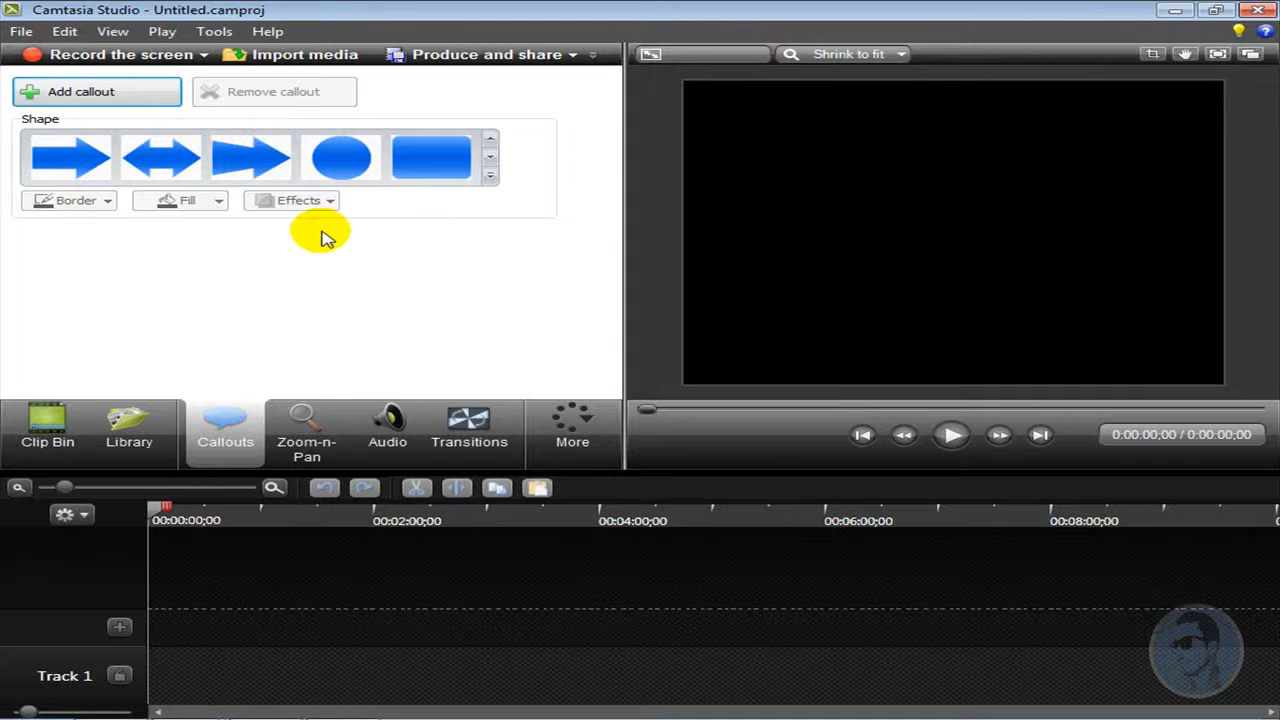 Camtasia Studio - Untitled.camproj
File Edit View Play Tools Help
Record the screen Import media Produce and share Shrink to fit
Add callout Remove callout
Shape
Border Fill Effects
Clip Bin Library Callouts Zoom-n-Pan Audio Transitions More
0:00:00;00 / 0:00:00;00
00:00:00;00 00:02:00;00 00:04:00;00 00:06:00;00 00:08:00;00
Track 1